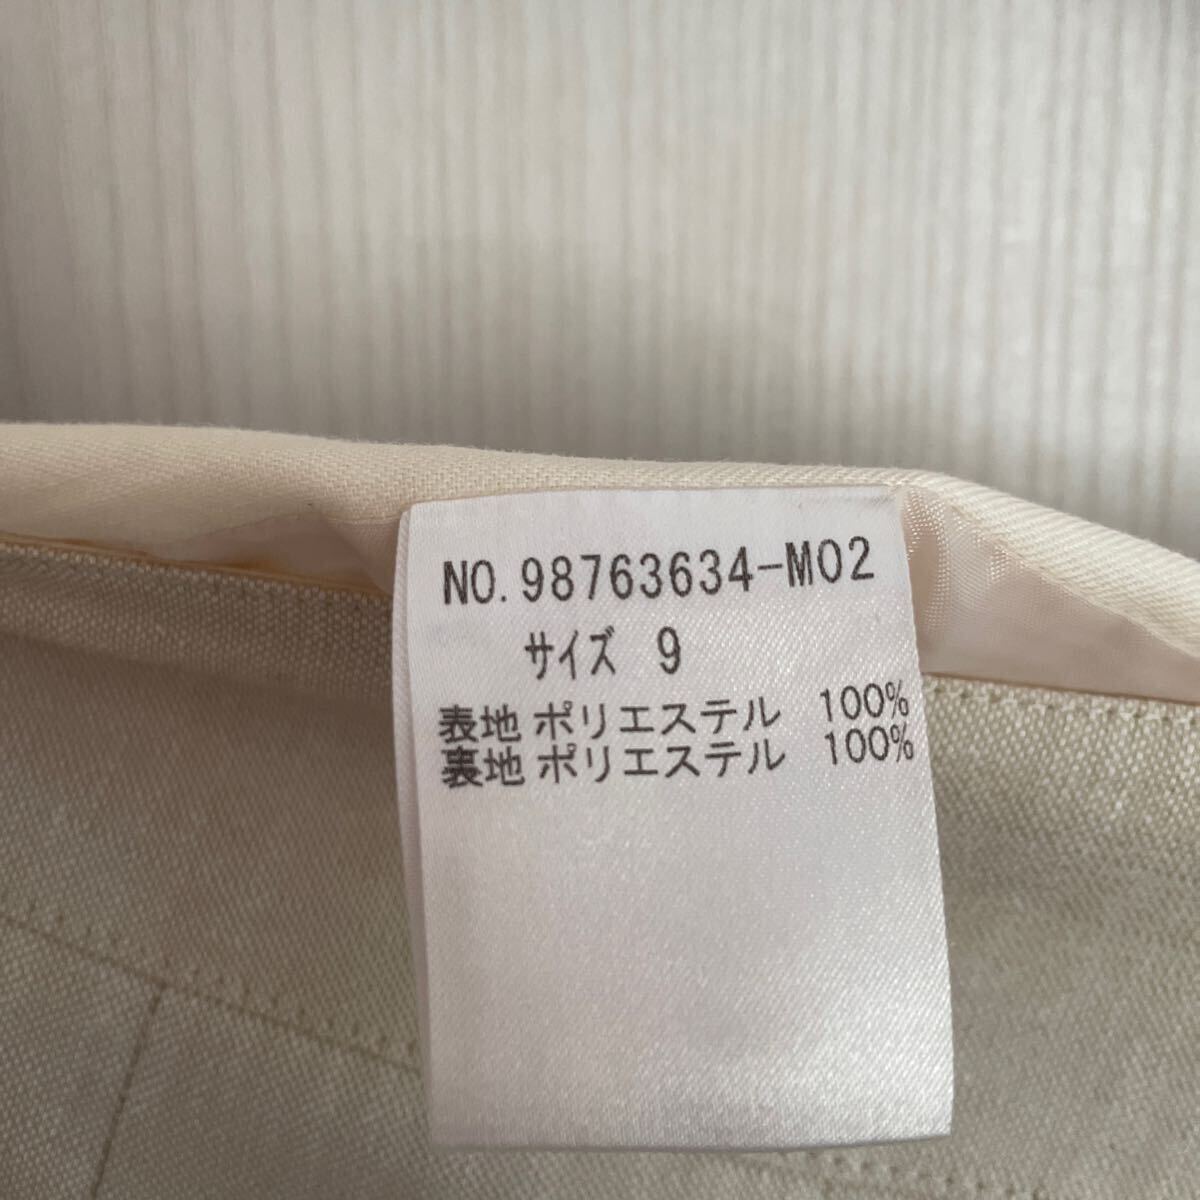 NO.98763634-M02
サイズ 9
表地 ポリエステル 100%
裏地 ポリエステル 100%